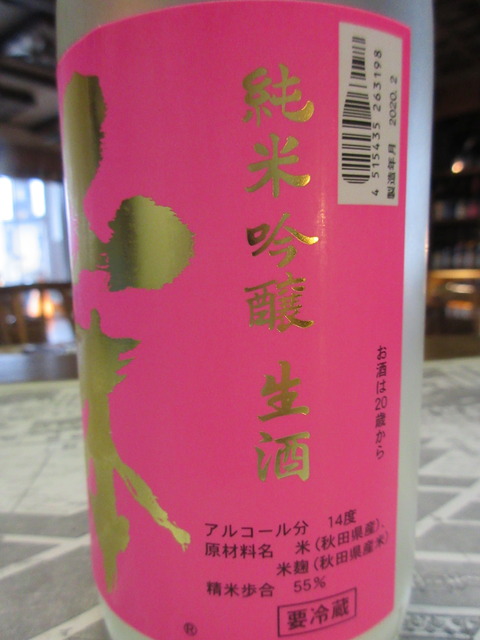 純米吟醸 生酒
4 515435 263198
製造年月 2020. 2
お酒は20歳から
アルコール分 14度
原材料名 米(秋田県産)、
米麹(秋田県産米)
精米歩合 55%
要冷蔵
®